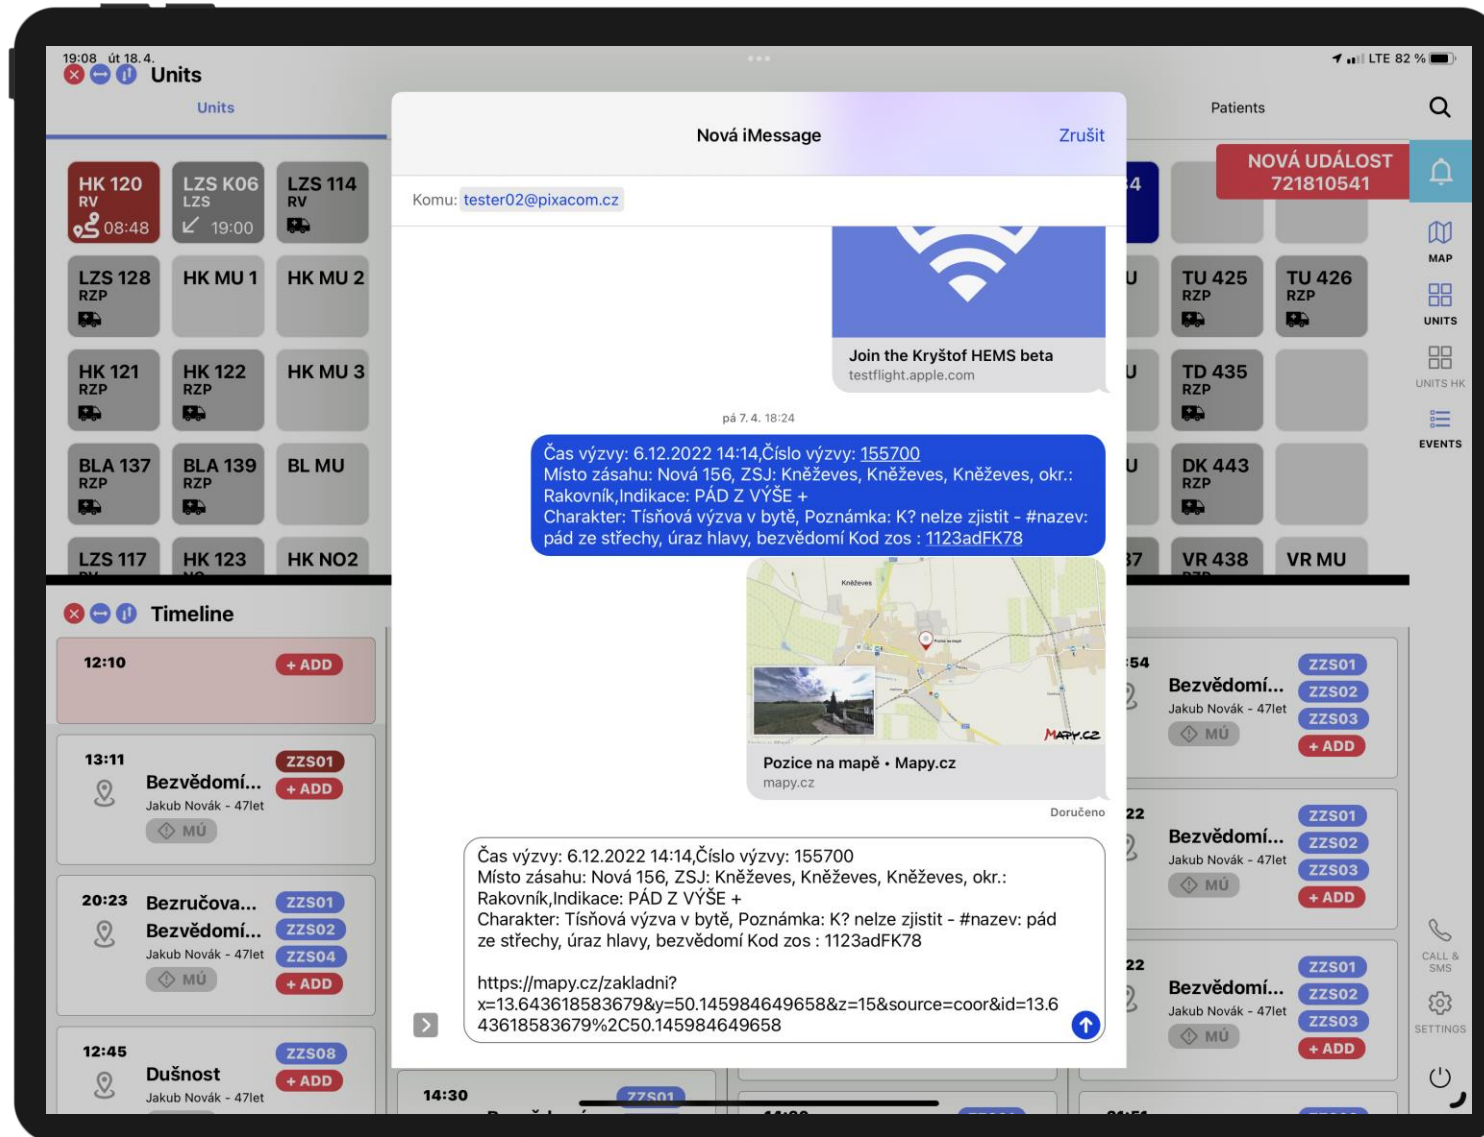 19:08 út 18. 4.
LTE 82 %
Units
Units
Patients
HK 120
RV
08:48
LZS K06
LZS
19:00
LZS 114
RV
LZS 128
RZP
HK MU 1
HK MU 2
HK 121
RZP
HK 122
RZP
HK MU 3
BLA 137
RZP
BLA 139
RZP
BL MU
LZS 117
HK 123
HK NO2
Nová iMessage
Zrušit
Komu: tester02@pixacom.cz
Join the Kryštof HEMS beta
testflight.apple.com
pá 7. 4. 18:24
Čas výzvy: 6.12.2022 14:14,Číslo výzvy: 155700
Místo zásahu: Nová 156, ZSJ: Kněževes, Kněževes, Kněževes, okr.:
Rakovník,Indikace: PÁD Z VÝŠE +
Charakter: Tísňová výzva v bytě, Poznámka: K? nelze zjistit - #nazev:
pád ze střechy, úraz hlavy, bezvědomí Kod zos : 1123adFK78
Kněževes
Pozice na mapě
MAPY.CZ
Pozice na mapě • Mapy.cz
mapy.cz
Doručeno
Čas výzvy: 6.12.2022 14:14,Číslo výzvy: 155700
Místo zásahu: Nová 156, ZSJ: Kněževes, Kněževes, Kněževes, okr.:
Rakovník,Indikace: PÁD Z VÝŠE +
Charakter: Tísňová výzva v bytě, Poznámka: K? nelze zjistit - #nazev: pád
ze střechy, úraz hlavy, bezvědomí Kod zos : 1123adFK78
https://mapy.cz/zakladni?
x=13.643618583679&y=50.145984649658&z=15&source=coor&id=13.6
43618583679%2C50.145984649658
NOVÁ UDÁLOST
721810541
4
U
TU 425
RZP
TU 426
RZP
U
TD 435
RZP
U
DK 443
RZP
37
VR 438
VR MU
MAP
UNITS
UNITS HK
EVENTS
CALL &
SMS
SETTINGS
Timeline
12:10
+ ADD
13:11
Bezvědomí...
Jakub Novák - 47let
MÚ
ZZS01
+ ADD
20:23
Bezručova...
Bezvědomí...
Jakub Novák - 47let
MÚ
ZZS01
ZZS02
ZZS04
+ ADD
12:45
Dušnost
Jakub Novák - 47let
ZZS08
+ ADD
14:30
ZZS01
:54
Bezvědomí...
Jakub Novák - 47let
MÚ
ZZS01
ZZS02
ZZS03
+ ADD
22
Bezvědomí...
Jakub Novák - 47let
MÚ
ZZS01
ZZS02
ZZS03
+ ADD
22
Bezvědomí...
Jakub Novák - 47let
MÚ
ZZS01
ZZS02
ZZS03
+ ADD